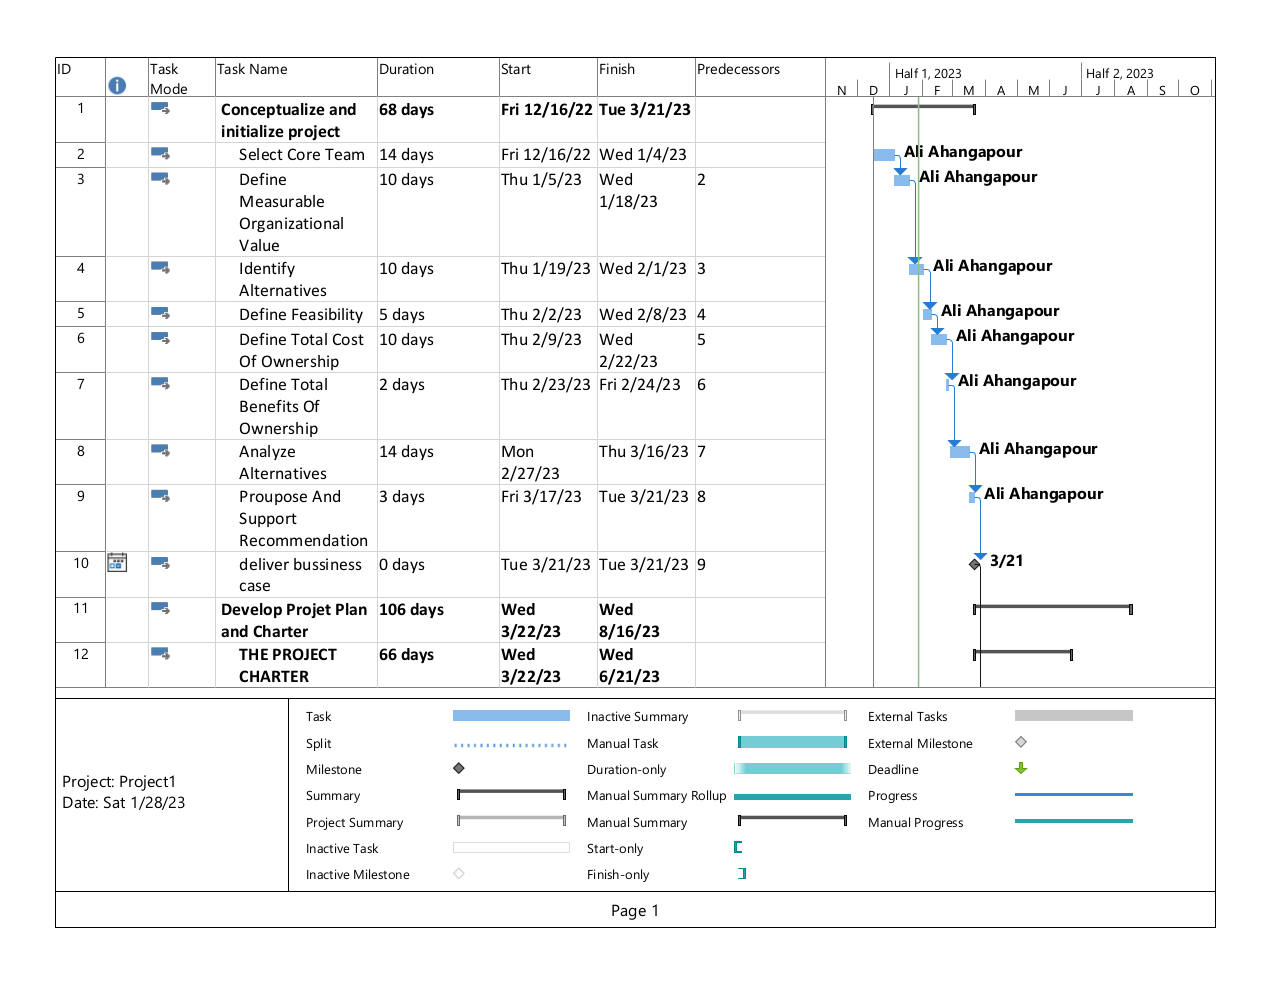 ID Task Mode Task Name Duration Start Finish Predecessors
Half 1, 2023 Half 2, 2023
N D J F M A M J J A S O
1 Conceptualize and initialize project 68 days Fri 12/16/22 Tue 3/21/23
2 Select Core Team 14 days Fri 12/16/22 Wed 1/4/23 Ali Ahangapour
3 Define Measurable Organizational Value 10 days Thu 1/5/23 Wed 1/18/23 2 Ali Ahangapour
4 Identify Alternatives 10 days Thu 1/19/23 Wed 2/1/23 3 Ali Ahangapour
5 Define Feasibility 5 days Thu 2/2/23 Wed 2/8/23 4 Ali Ahangapour
6 Define Total Cost Of Ownership 10 days Thu 2/9/23 Wed 2/22/23 5 Ali Ahangapour
7 Define Total Benefits Of Ownership 2 days Thu 2/23/23 Fri 2/24/23 6 Ali Ahangapour
8 Analyze Alternatives 14 days Mon 2/27/23 Thu 3/16/23 7 Ali Ahangapour
9 Proupose And Support Recommendation 3 days Fri 3/17/23 Tue 3/21/23 8 Ali Ahangapour
10 deliver bussiness case 0 days Tue 3/21/23 Tue 3/21/23 9 3/21
11 Develop Projet Plan and Charter 106 days Wed 3/22/23 Wed 8/16/23
12 THE PROJECT CHARTER 66 days Wed 3/22/23 Wed 6/21/23
Project: Project1
Date: Sat 1/28/23
Task
Split
Milestone
Summary
Project Summary
Inactive Task
Inactive Milestone
Inactive Summary
Manual Task
Duration-only
Manual Summary Rollup
Manual Summary
Start-only
Finish-only
External Tasks
External Milestone
Deadline
Progress
Manual Progress
Page 1